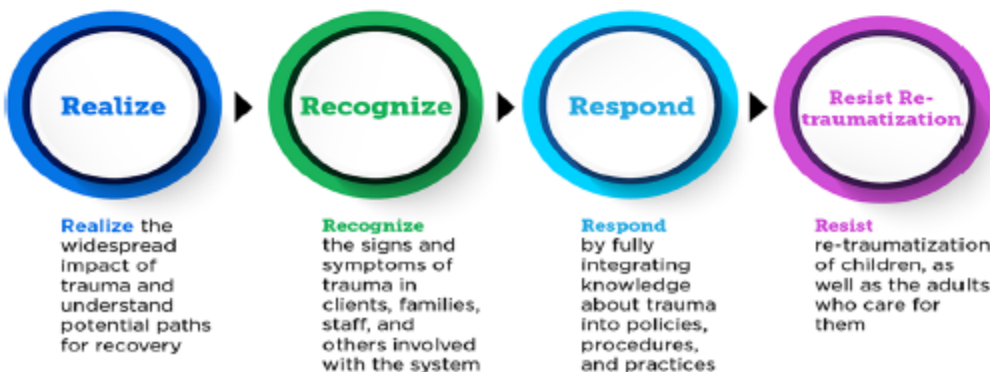 Realize
Recognize
Respond
Resist Re-
traumatization
Realize the
widespread
impact of
trauma and
understand
potential paths
for recovery
Recognize
the signs and
symptoms of
trauma in
clients, families,
staff, and
others involved
with the system
Respond
by fully
integrating
knowledge
about trauma
into policies,
procedures,
and practices
Resist
re-traumatization
of children, as
well as the adults
who care for
them